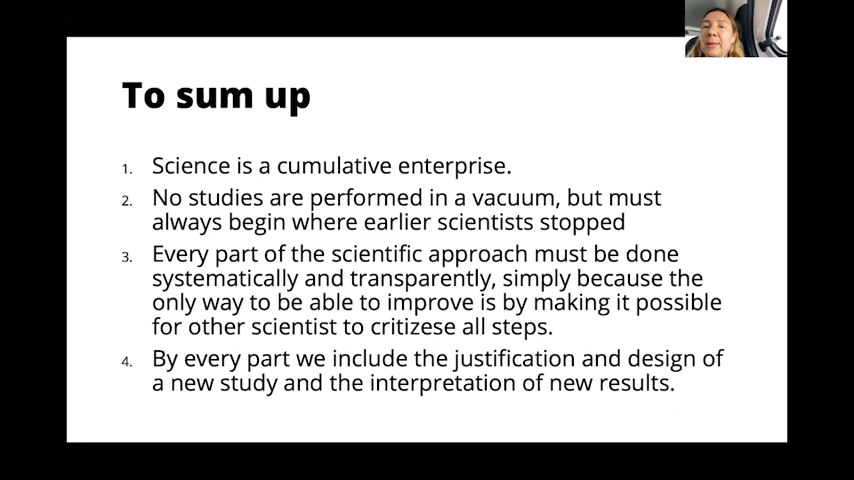 To sum up
1. Science is a cumulative enterprise.
2. No studies are performed in a vacuum, but must
always begin where earlier scientists stopped
3. Every part of the scientific approach must be done
systematically and transparently, simply because the
only way to be able to improve is by making it possible
for other scientist to critizese all steps.
4. By every part we include the justification and design of
a new study and the interpretation of new results.